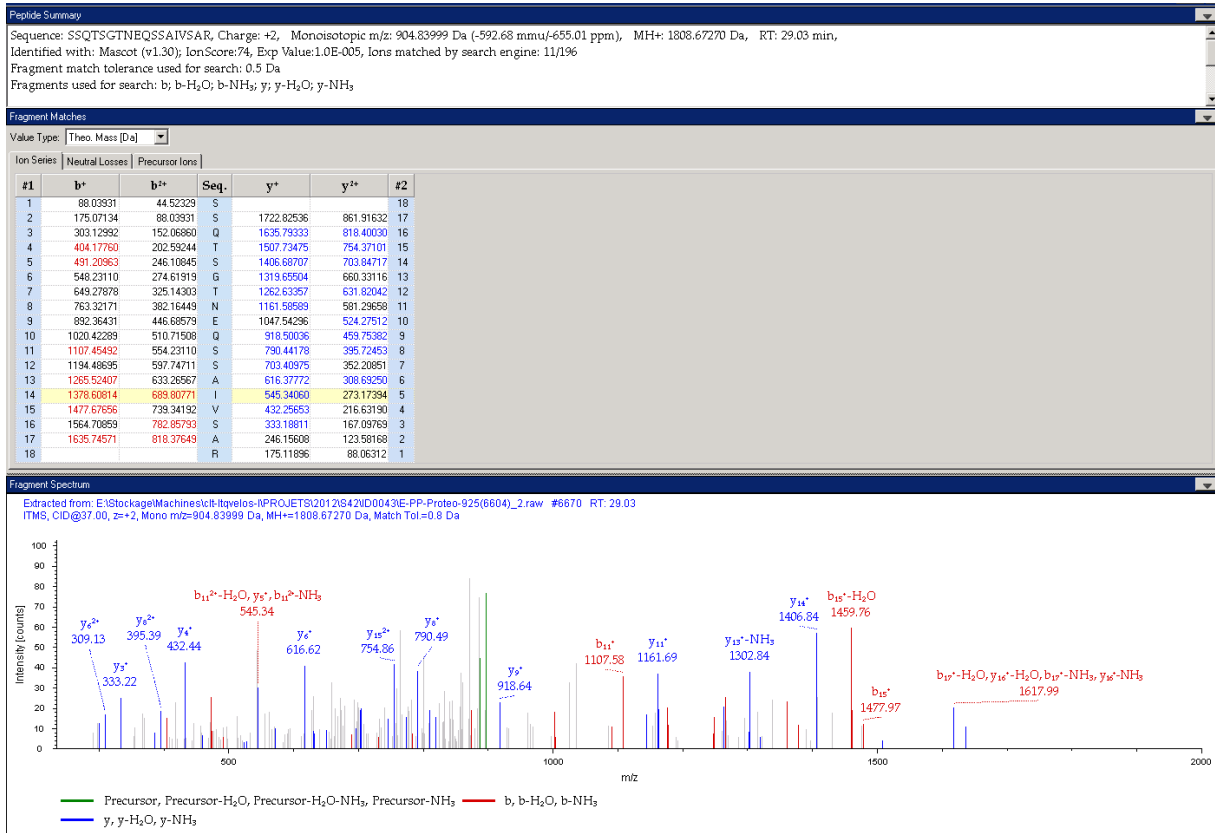 Peptide Summary
Sequence: SSQTSGTNEQSSAIVSAR, Charge: +2, Monoisotopic m/z: 904.83999 Da (-592.68 mmu/-655.01 ppm), MH+: 1808.67270 Da, RT: 29.03 min,
Identified with: Mascot (v1.30); IonScore:74, Exp Value:1.0E-005, Ions matched by search engine: 11/196
Fragment match tolerance used for search: 0.5 Da
Fragments used for search: b; b-H₂O; b-NH₃; y; y-H₂O; y-NH₃
Fragment Matches
Value Type: Theo. Mass [Da]
Ion Series Neutral Losses Precursor Ions
#1 b⁺ b²⁺ Seq. y⁺ y²⁺ #2
1 88.03931 44.52329 S 18
2 175.07134 88.03931 S 1722.82536 861.91632 17
3 303.12992 152.06860 Q 1635.79333 818.40030 16
4 404.17760 202.59244 T 1507.73475 754.37101 15
5 491.20963 246.10845 S 1406.68707 703.84717 14
6 548.23110 274.61919 G 1319.65504 660.33116 13
7 649.27878 325.14303 T 1262.63357 631.82042 12
8 763.32171 382.16449 N 1161.58589 581.29658 11
9 892.36431 446.68579 E 1047.54296 524.27512 10
10 1020.42289 510.71508 Q 918.50036 459.75382 9
11 1107.45492 554.23110 S 790.44178 395.72453 8
12 1194.48695 597.74711 S 703.40975 352.20851 7
13 1265.52407 633.26567 A 616.37772 308.69250 6
14 1378.60814 689.80771 I 545.34060 273.17394 5
15 1477.67656 739.34192 V 432.25653 216.63190 4
16 1564.70859 782.85793 S 333.18811 167.09769 3
17 1635.74571 818.37649 A 246.15608 123.58168 2
18 R 175.11896 88.06312 1
Fragment Spectrum
Extracted from: E:\Stockage\Machines\clt-ltqvelos-l\PROJETS\2012\S42\ID0043\E-PP-Proteo-925(6604)_2.raw #6670 RT: 29.03
ITMS, CID@37.00, z=+2, Mono m/z=904.83999 Da, MH+=1808.67270 Da, Match Tol.=0.8 Da
Intensity [counts]
100
90
80
70
60
50
40
30
20
10
0
y₆²⁺
309.13
y₃⁺
333.22
y₈²⁺
395.39
y₄⁺
432.44
b₁₁²⁺-H₂O, y₅⁺, b₁₁²⁺-NH₃
545.34
y₆⁺
616.62
y₁₅²⁺
754.86
y₈⁺
790.49
y₉⁺
918.64
b₁₁⁺
1107.58
y₁₁⁺
1161.69
y₁₃⁺-NH₃
1302.84
y₁₄⁺
1406.84
b₁₅⁺-H₂O
1459.76
b₁₅⁺
1477.97
b₁₇⁺-H₂O, y₁₆⁺-H₂O, b₁₇⁺-NH₃, y₁₆⁺-NH₃
1617.99
500 1000 1500 2000
m/z
Precursor, Precursor-H₂O, Precursor-H₂O-NH₃, Precursor-NH₃ b, b-H₂O, b-NH₃
y, y-H₂O, y-NH₃